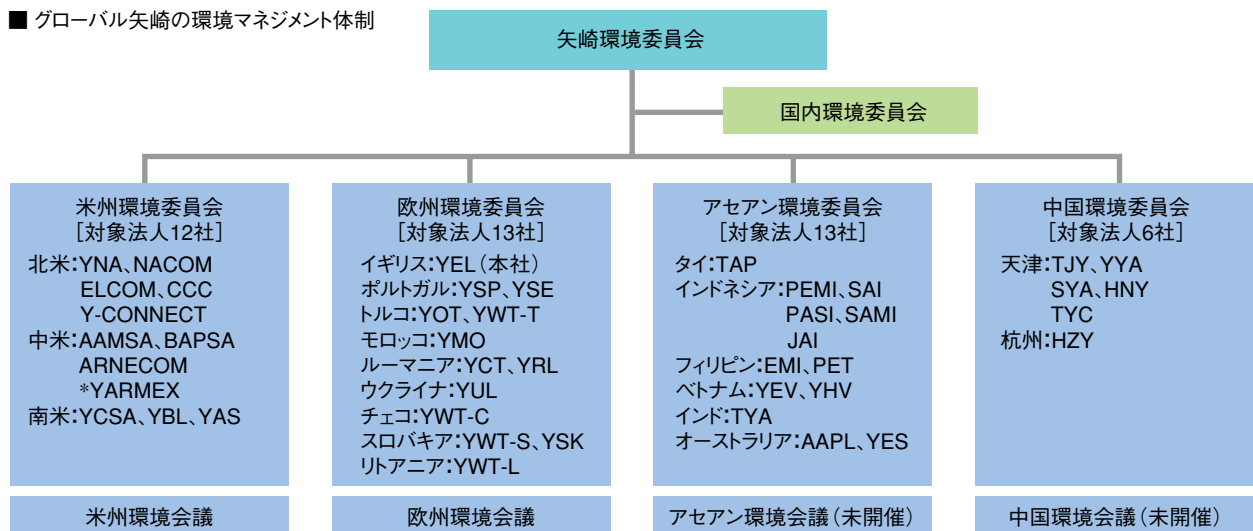 ■ グローバル矢崎の環境マネジメント体制
矢崎環境委員会
国内環境委員会
米州環境委員会
［対象法人12社］
北米：YNA、NACOM
ELCOM、CCC
Y-CONNECT
中米：AAMSA、BAPSA
ARNECOM
*YARMEX
南米：YCSA、YBL、YAS
米州環境会議
欧州環境委員会
［対象法人13社］
イギリス：YEL（本社）
ポルトガル：YSP、YSE
トルコ：YOT、YWT-T
モロッコ：YMO
ルーマニア：YCT、YRL
ウクライナ：YUL
チェコ：YWT-C
スロバキア：YWT-S、YSK
リトアニア：YWT-L
欧州環境会議
アセアン環境委員会
［対象法人13社］
タイ：TAP
インドネシア：PEMI、SAI
PASI、SAMI
JAI
フィリピン：EMI、PET
ベトナム：YEV、YHV
インド：TYA
オーストラリア：AAPL、YES
アセアン環境会議（未開催）
中国環境委員会
［対象法人6社］
天津：TJY、YYA
SYA、HNY
TYC
杭州：HZY
中国環境会議（未開催）